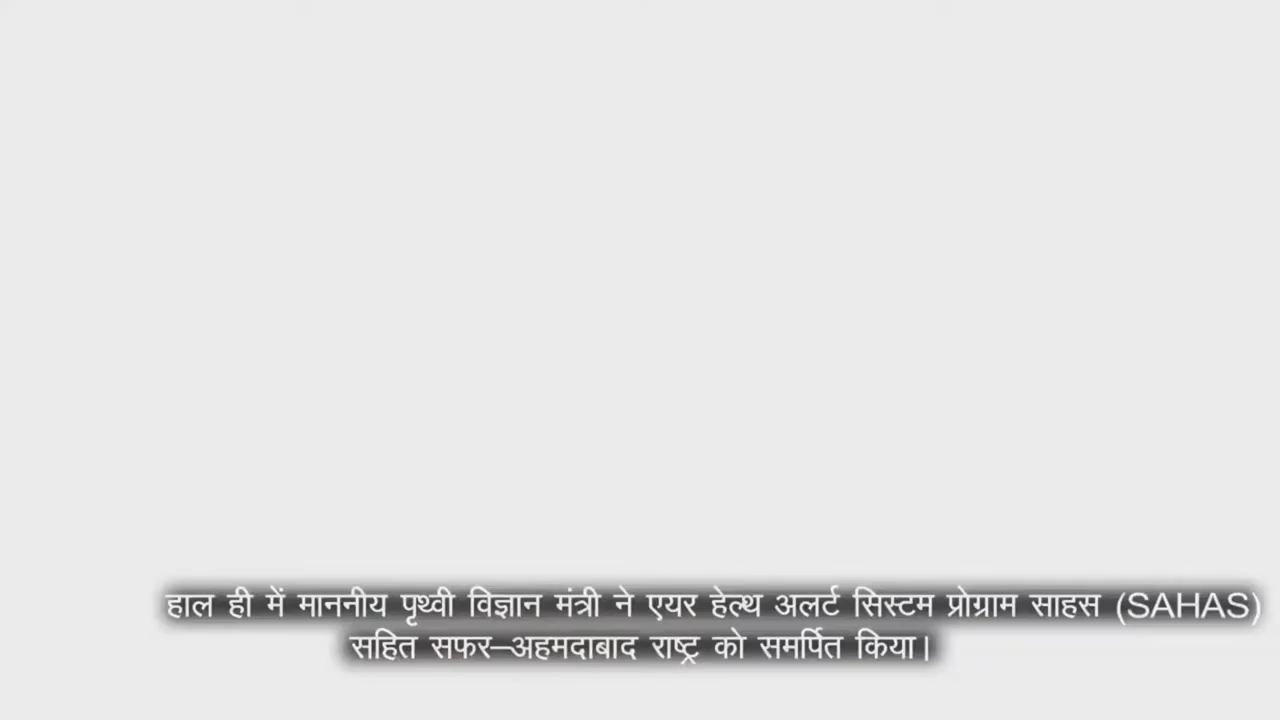 हाल ही में माननीय पृथ्वी विज्ञान मंत्री ने एयर हेल्थ अलर्ट सिस्टम प्रोग्राम साहस (SAHAS)
सहित सफर–अहमदाबाद राष्ट्र को समर्पित किया।